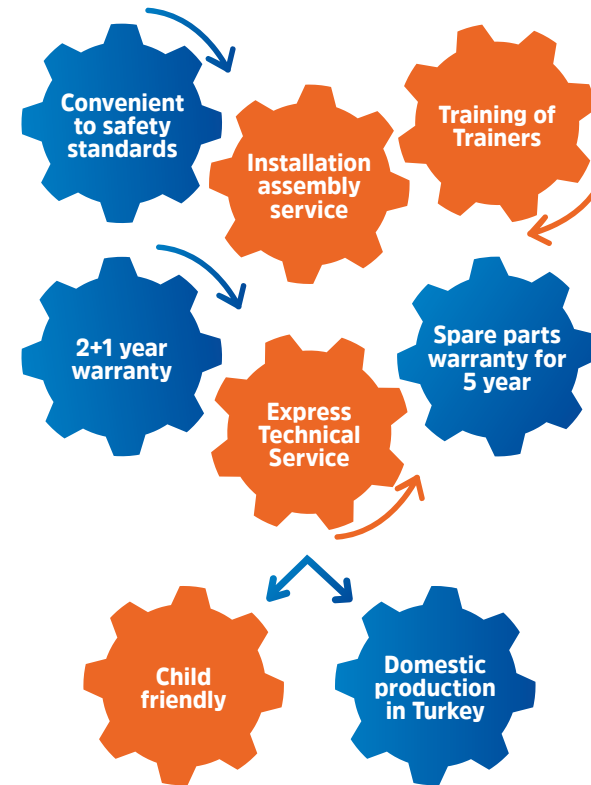 Convenient
to safety
standards
Installation
assembly
service
Training of
Trainers
2+1 year
warranty
Express
Technical
Service
Spare parts
warranty for
5 year
Child
friendly
Domestic
production
in Turkey